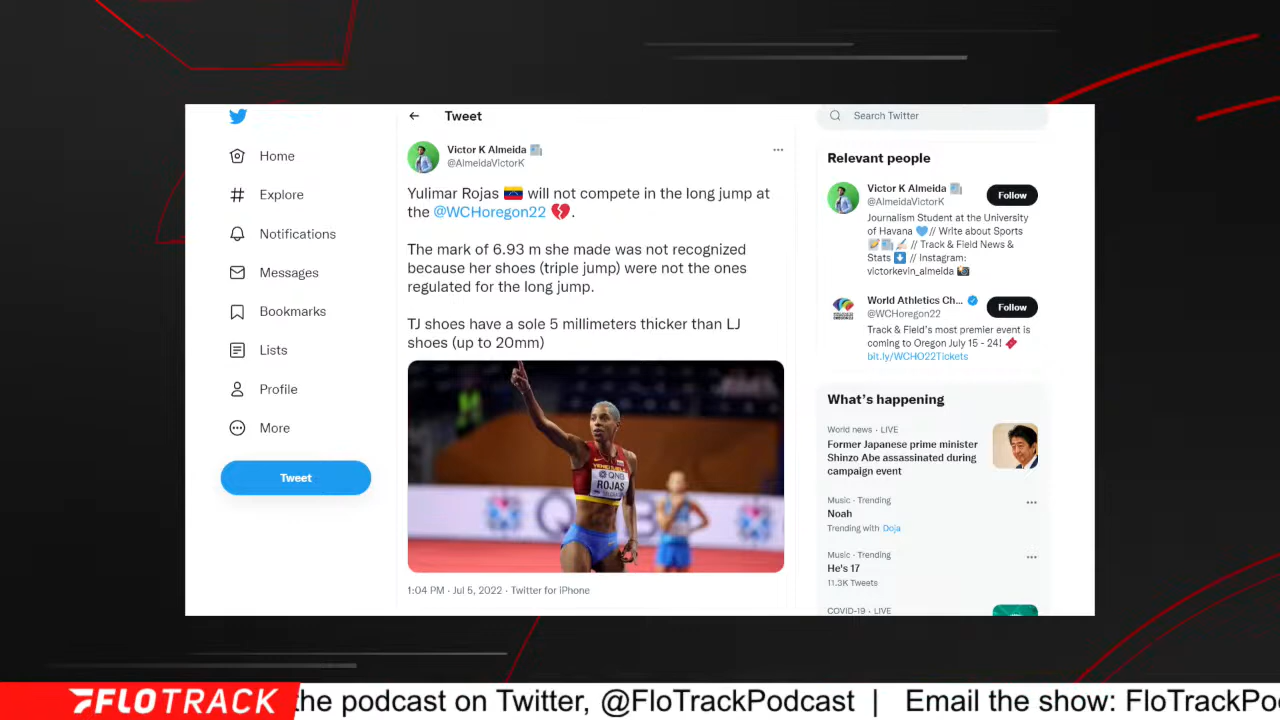 Home
Explore
Notifications
Messages
Bookmarks
Lists
Profile
More
Tweet
Tweet
Victor K Almeida
@AlmeidaVictorK
Yulimar Rojas 🇻🇪 will not compete in the long jump at
the @WCHoregon22 💔.
The mark of 6.93 m she made was not recognized
because her shoes (triple jump) were not the ones
regulated for the long jump.
TJ shoes have a sole 5 millimeters thicker than LJ
shoes (up to 20mm)
QNB
ROJAS
1:04 PM · Jul 5, 2022 · Twitter for iPhone
Search Twitter
Relevant people
Victor K Almeida
@AlmeidaVictorK
Follow
Journalism Student at the University
of Havana 💙// Write about Sports
// Track & Field News &
Stats ⬇️ // Instagram:
victorkevin_almeida 📸
World Athletics Ch...
@WCHoregon22
Follow
Track & Field's most premier event is
coming to Oregon July 15 - 24!
bit.ly/WCHO22Tickets
What's happening
World news · LIVE
Former Japanese prime minister
Shinzo Abe assassinated during
campaign event
Music · Trending
Noah
Trending with Doja
Music · Trending
He's 17
11.3K Tweets
COVID-19 · LIVE
FLOTRACK
the podcast on Twitter, @FloTrackPodcast | Email the show: FloTrackPo